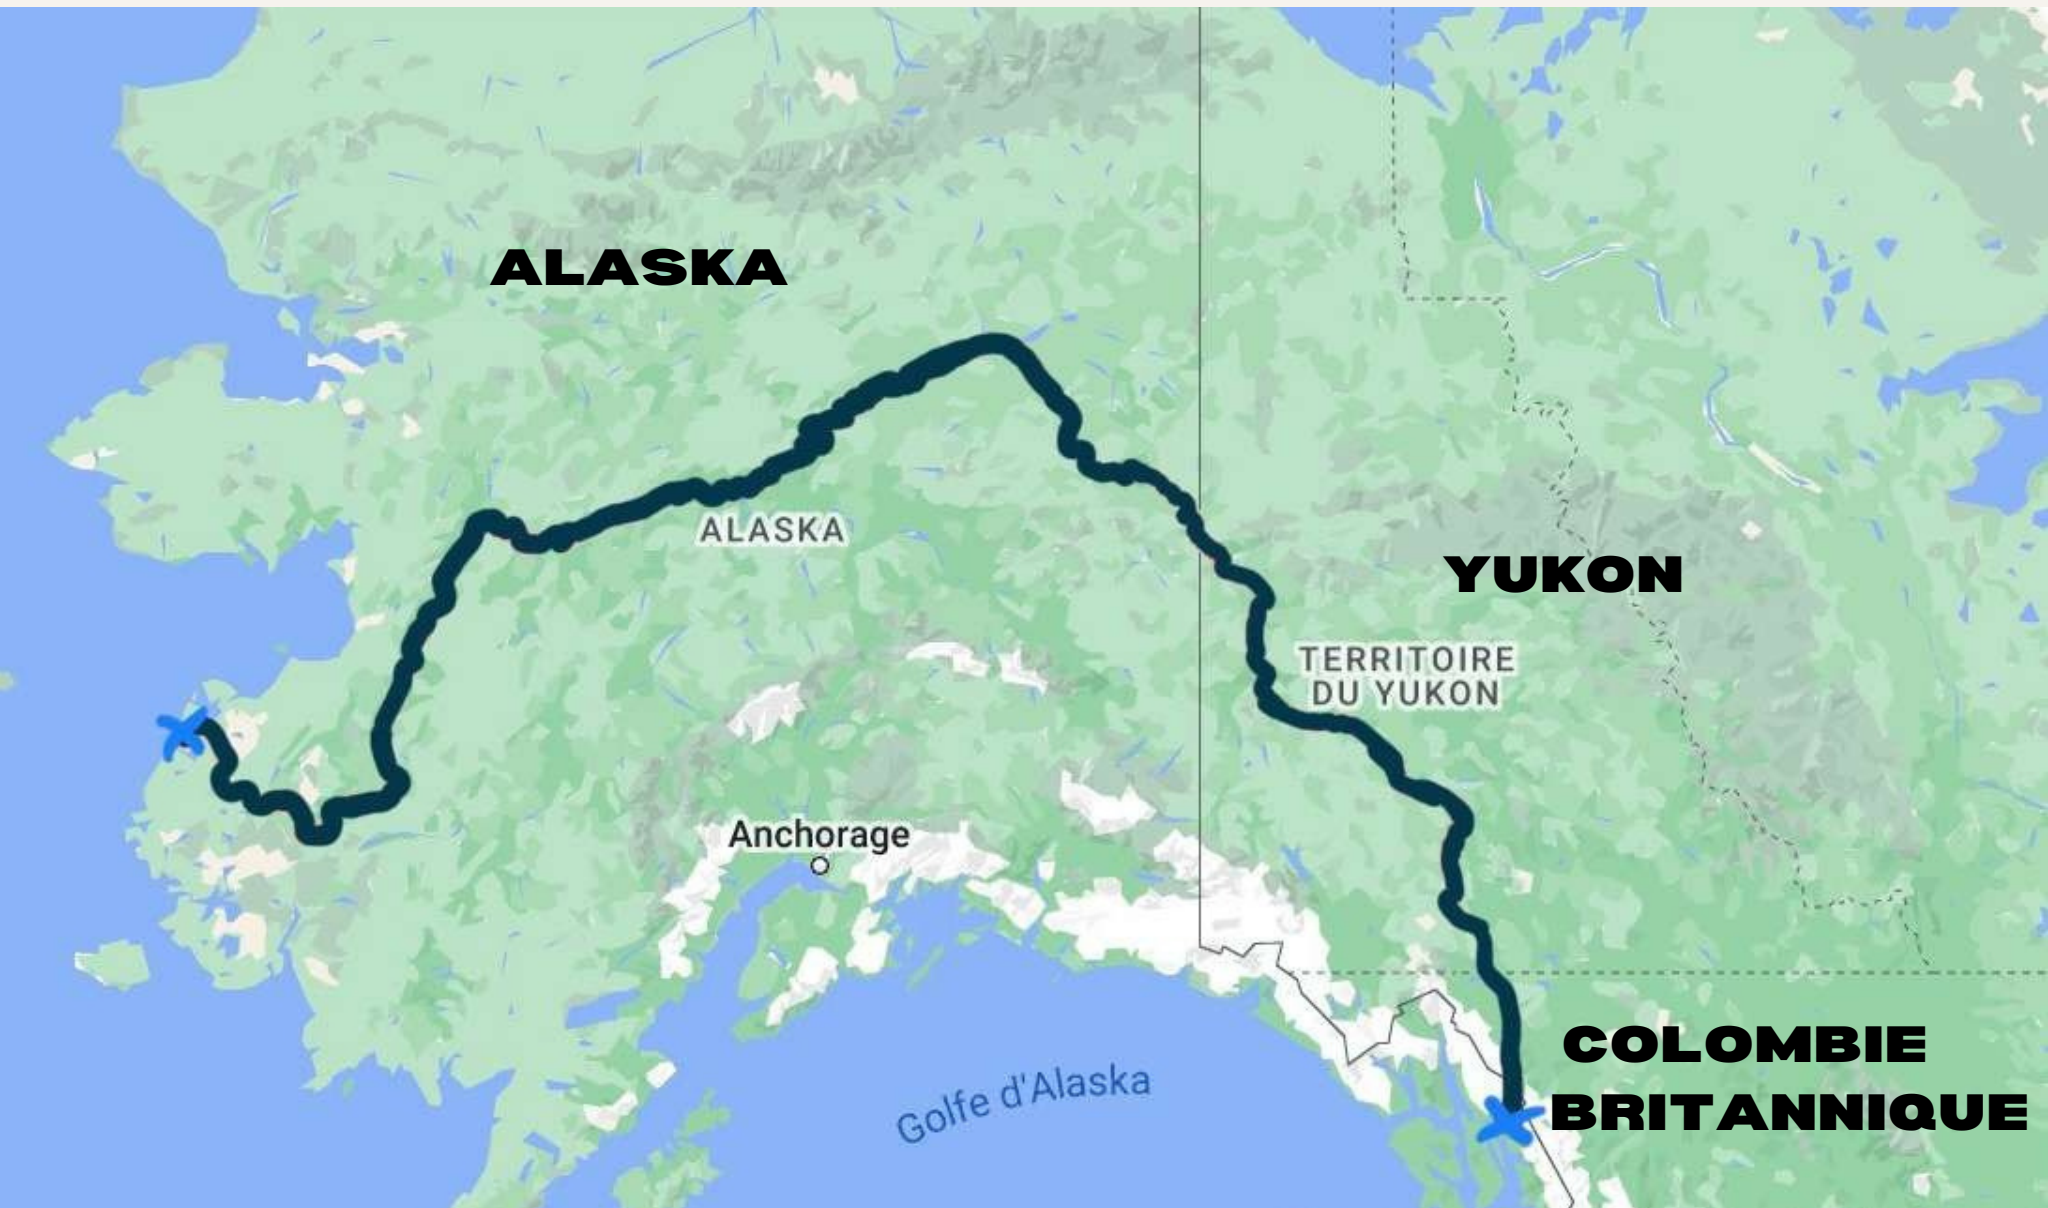 ALASKA
ALASKA
YUKON
TERRITOIRE
DU YUKON
Anchorage
COLOMBIE
BRITANNIQUE
Golfe d'Alaska